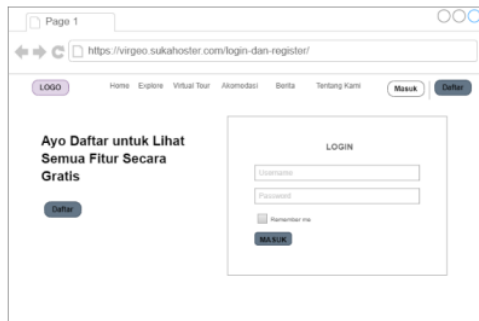 Page 1
https://virgeo.sukahoster.com/login-dan-register/
LOGO Home Explore Virtual Tour Akomodasi Berita Tentang Kami Masuk Daftar
Ayo Daftar untuk Lihat
Semua Fitur Secara
Gratis
Daftar
LOGIN
Username
Password
Remember me
MASUK